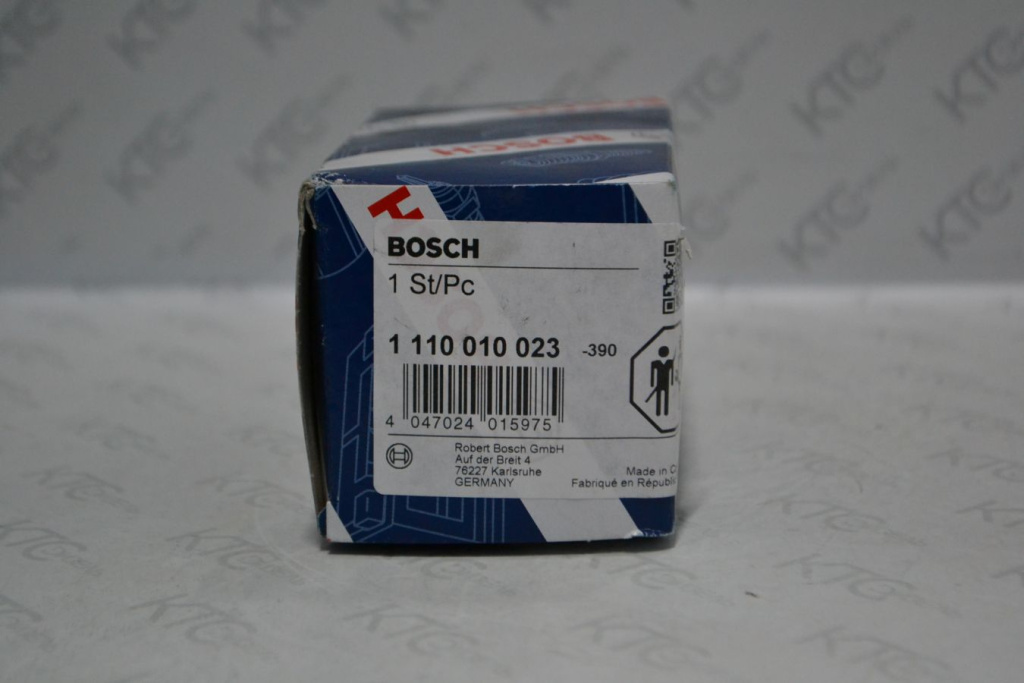 BOSCH
BOSCH
1 St/Pc
1 110 010 023 -390
4 047024 015975
Robert Bosch GmbH
Auf der Breit 4
76227 Karlsruhe
GERMANY
Made in
Fabriqué en
KTC